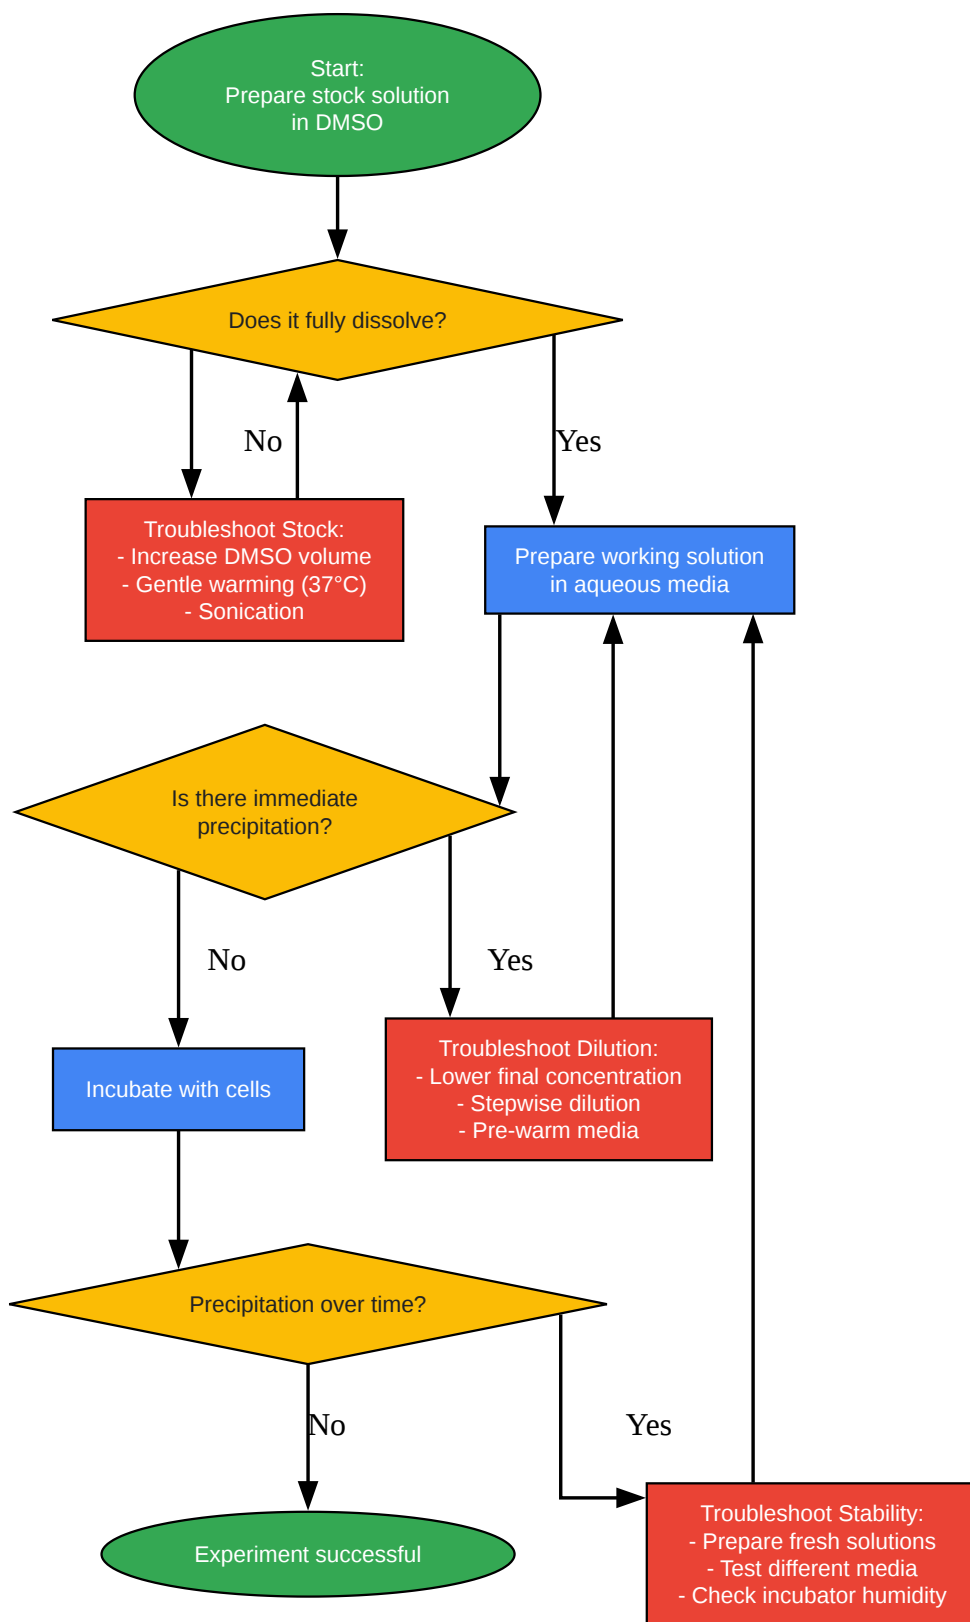 Start:
Prepare stock solution
in DMSO
Does it fully dissolve?
No
Yes
Troubleshoot Stock:
- Increase DMSO volume
- Gentle warming (37°C)
- Sonication
Prepare working solution
in aqueous media
Is there immediate
precipitation?
No
Yes
Incubate with cells
Troubleshoot Dilution:
- Lower final concentration
- Stepwise dilution
- Pre-warm media
Precipitation over time?
No
Yes
Experiment successful
Troubleshoot Stability:
- Prepare fresh solutions
- Test different media
- Check incubator humidity